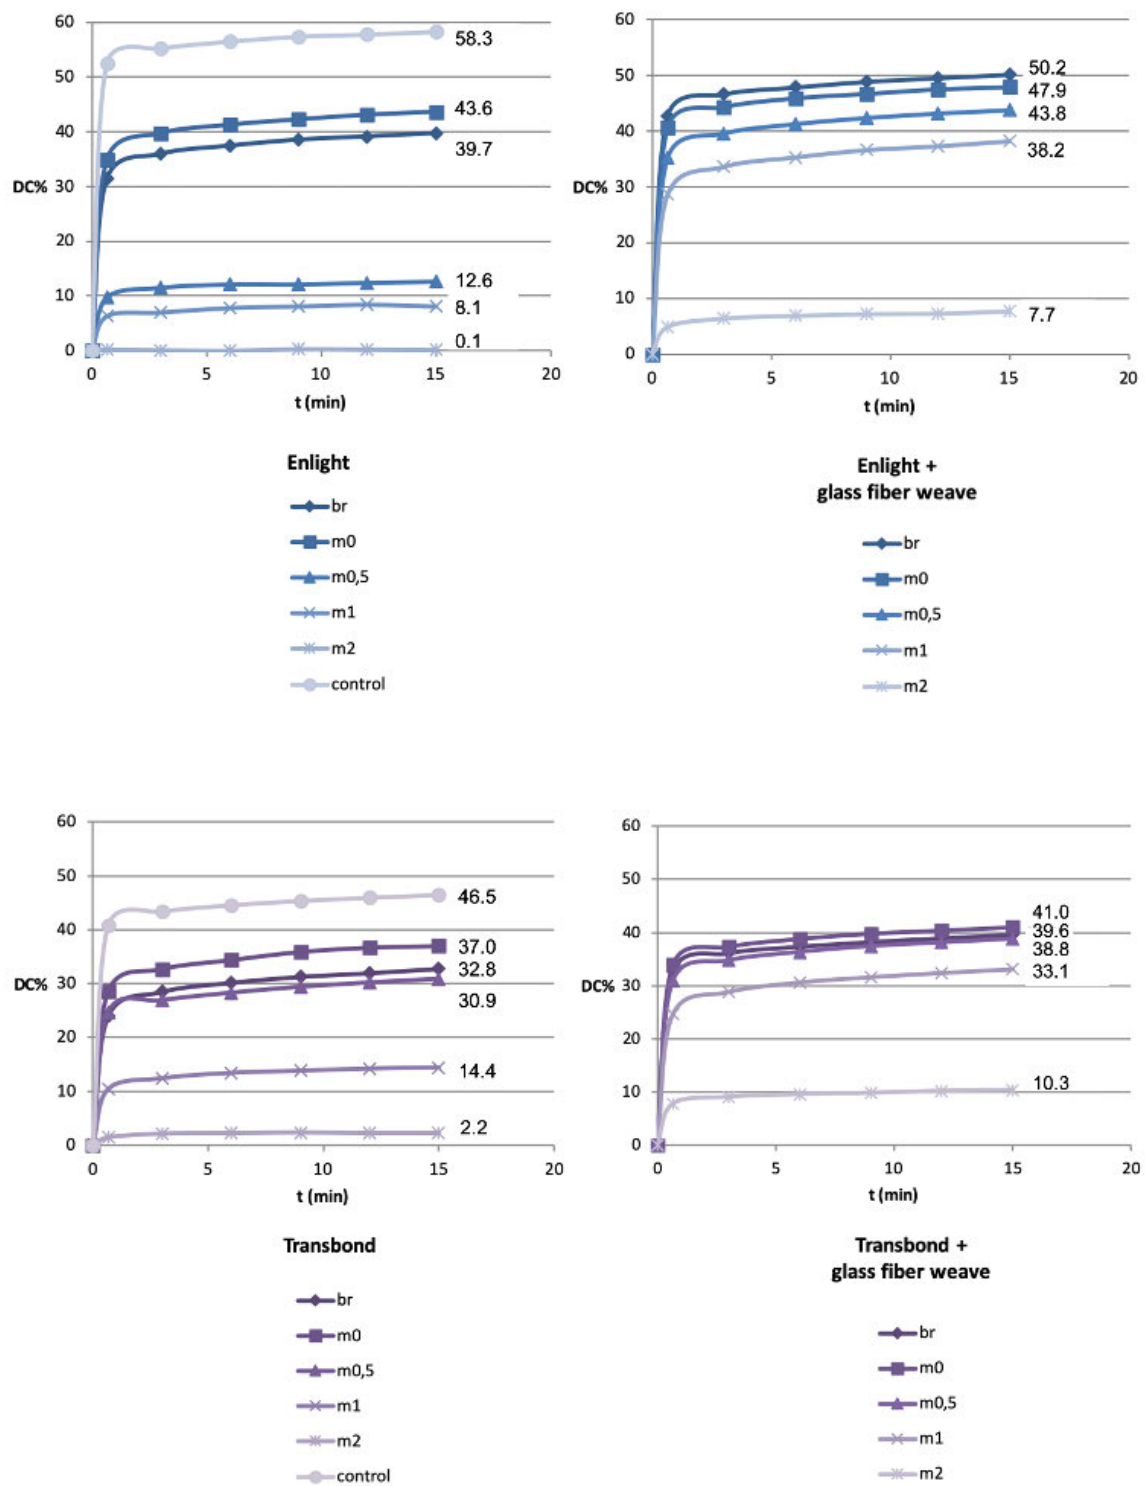 60
50
40
DC% 30
20
10
0
58.3
43.6
39.7
12.6
8.1
0.1
0 5 10 15 20
t (min)
Enlight
br
m0
m0,5
m1
m2
control
60
50
40
DC% 30
20
10
0
50.2
47.9
43.8
38.2
7.7
0 5 10 15 20
t (min)
Enlight +
glass fiber weave
br
m0
m0,5
m1
m2
60
50
40
DC% 30
20
10
0
46.5
37.0
32.8
30.9
14.4
2.2
0 5 10 15 20
t (min)
Transbond
br
m0
m0,5
m1
m2
control
60
50
40
DC% 30
20
10
0
41.0
39.6
38.8
33.1
10.3
0 5 10 15 20
t (min)
Transbond +
glass fiber weave
br
m0
m0,5
m1
m2